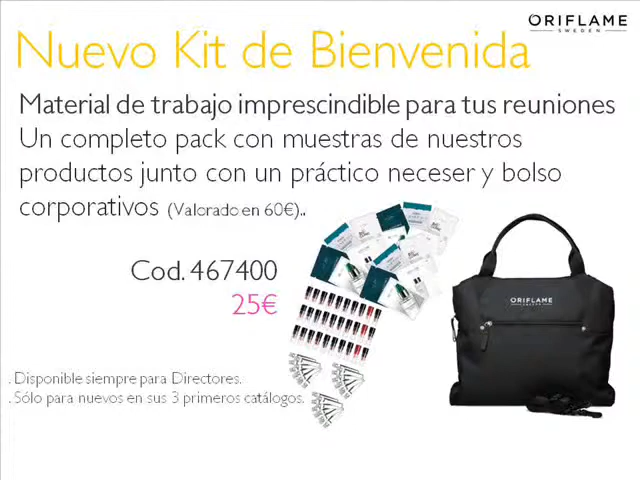 ORIFLAME
SWEDEN
Nuevo Kit de Bienvenida
Material de trabajo imprescindible para tus reuniones
Un completo pack con muestras de nuestros
productos junto con un práctico neceser y bolso
corporativos (Valorado en 60€)..
Cod. 467400
25€
ORIFLAME
SWEDEN
. Disponible siempre para Directores.
. Sólo para nuevos en sus 3 primeros catálogos.